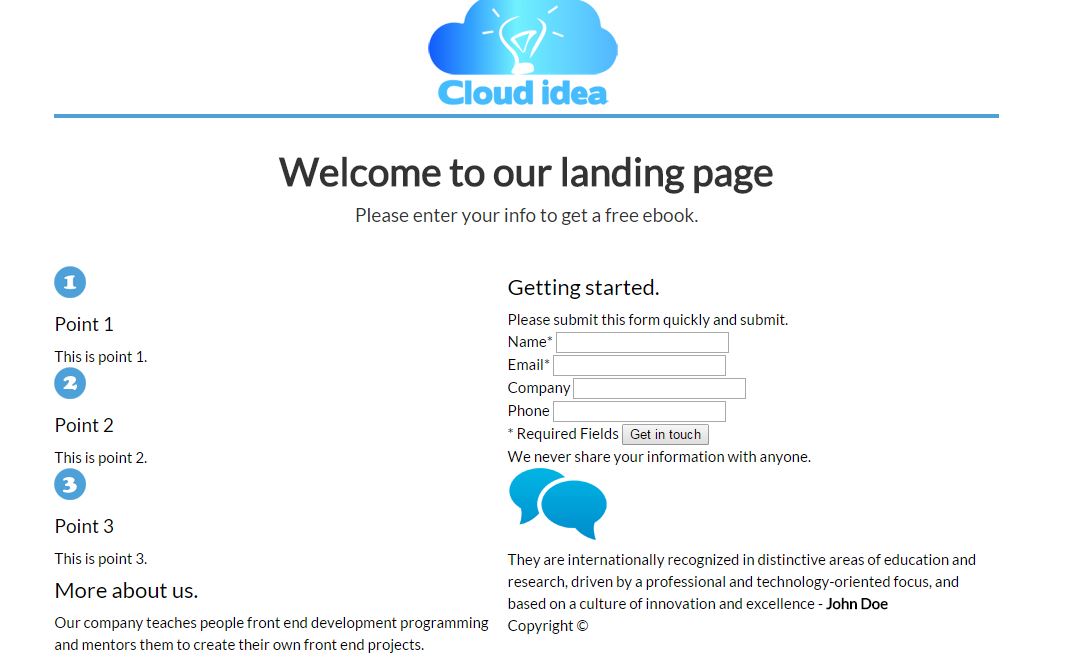 Cloud idea
Welcome to our landing page
Please enter your info to get a free ebook.
1
Point 1
This is point 1.
2
Point 2
This is point 2.
3
Point 3
This is point 3.
More about us.
Our company teaches people front end development programming
and mentors them to create their own front end projects.
Getting started.
Please submit this form quickly and submit.
Name*
Email*
Company
Phone
* Required Fields Get in touch
We never share your information with anyone.
They are internationally recognized in distinctive areas of education and
research, driven by a professional and technology-oriented focus, and
based on a culture of innovation and excellence - John Doe
Copyright ©